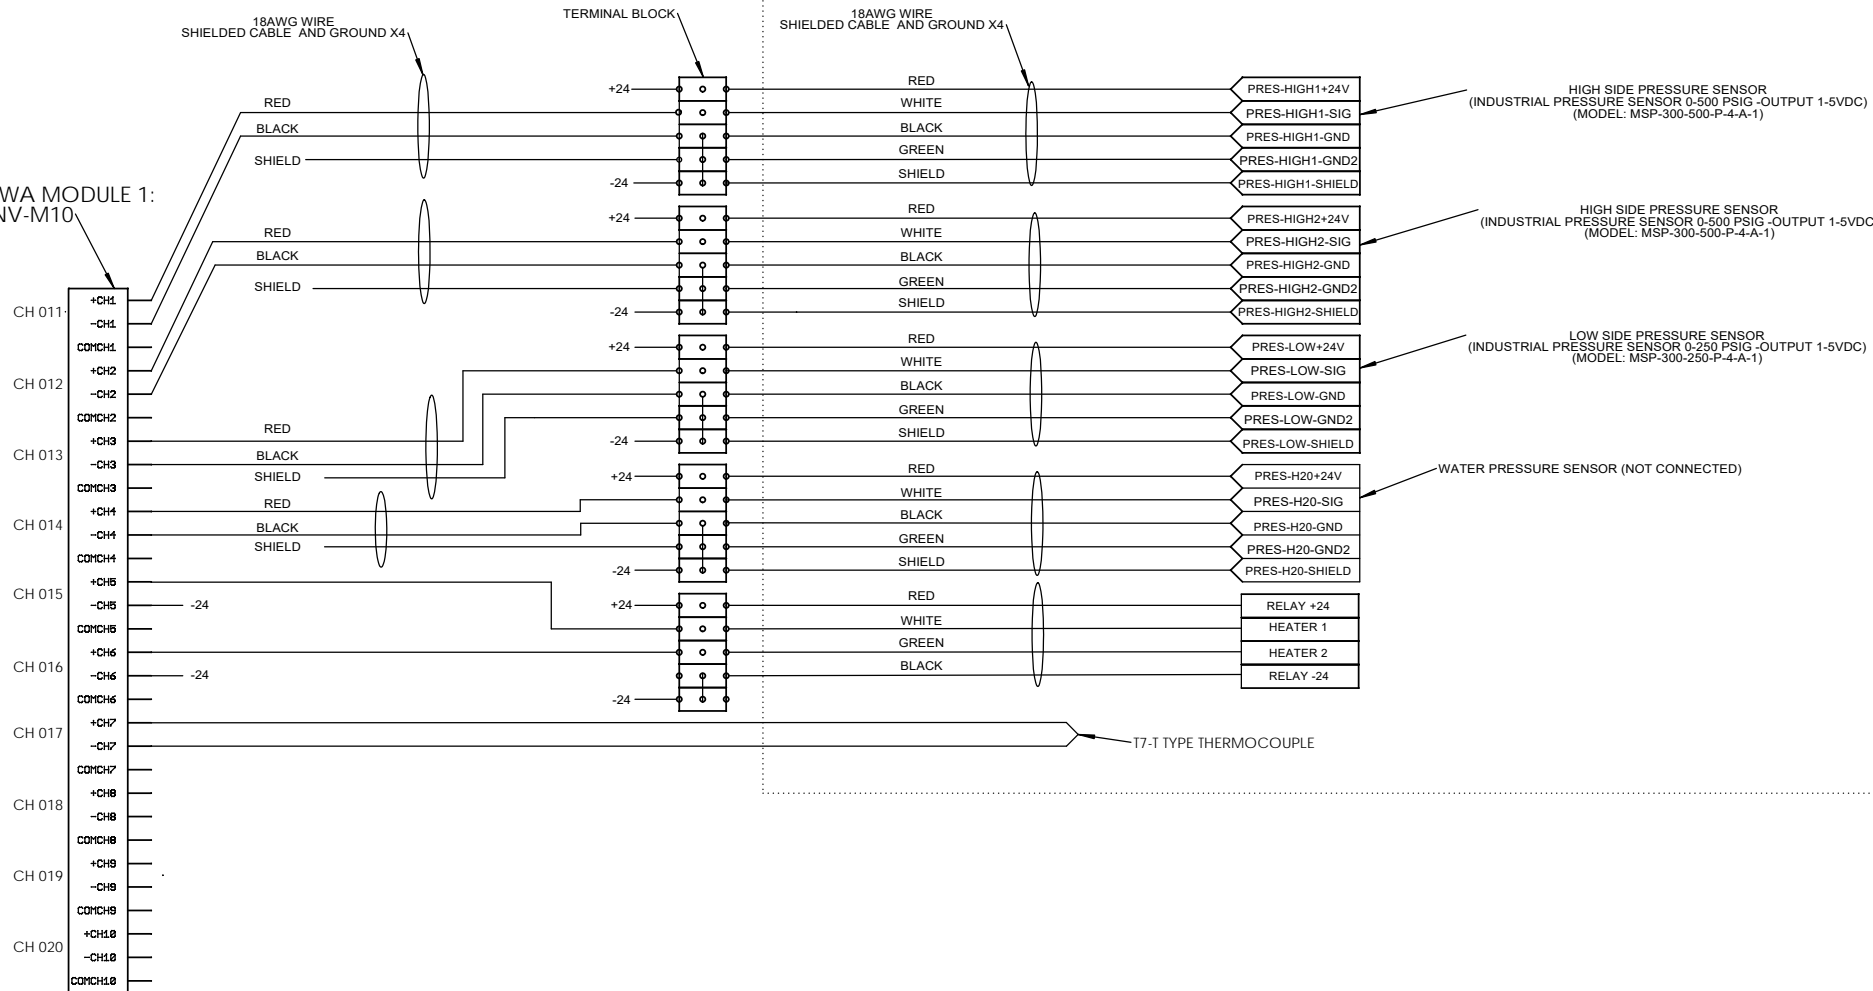 18AWG WIRE
SHIELDED CABLE AND GROUND X4
TERMINAL BLOCK
18AWG WIRE
SHIELDED CABLE AND GROUND X4
WA MODULE 1:
NV-M10
CH 011
CH 012
CH 013
CH 014
CH 015
CH 016
CH 017
CH 018
CH 019
CH 020
+CH1
-CH1
COMCH1
+CH2
-CH2
COMCH2
+CH3
-CH3
COMCH3
+CH4
-CH4
COMCH4
+CH5
-CH5
COMCH5
+CH6
-CH6
COMCH6
+CH7
-CH7
COMCH7
+CH8
-CH8
COMCH8
+CH9
-CH9
COMCH9
+CH10
-CH10
COMCH10
-24
-24
RED
BLACK
SHIELD
RED
BLACK
SHIELD
RED
BLACK
SHIELD
RED
BLACK
SHIELD
+24
-24
+24
-24
+24
-24
+24
-24
+24
-24
RED
WHITE
BLACK
GREEN
SHIELD
RED
WHITE
BLACK
GREEN
SHIELD
RED
WHITE
BLACK
GREEN
SHIELD
RED
WHITE
BLACK
GREEN
SHIELD
RED
WHITE
GREEN
BLACK
PRES-HIGH1+24V
PRES-HIGH1-SIG
PRES-HIGH1-GND
PRES-HIGH1-GND2
PRES-HIGH1-SHIELD
PRES-HIGH2+24V
PRES-HIGH2-SIG
PRES-HIGH2-GND
PRES-HIGH2-GND2
PRES-HIGH2-SHIELD
PRES-LOW+24V
PRES-LOW-SIG
PRES-LOW-GND
PRES-LOW-GND2
PRES-LOW-SHIELD
PRES-H20+24V
PRES-H20-SIG
PRES-H20-GND
PRES-H20-GND2
PRES-H20-SHIELD
RELAY +24
HEATER 1
HEATER 2
RELAY -24
HIGH SIDE PRESSURE SENSOR
(INDUSTRIAL PRESSURE SENSOR 0-500 PSIG -OUTPUT 1-5VDC)
(MODEL: MSP-300-500-P-4-A-1)
HIGH SIDE PRESSURE SENSOR
(INDUSTRIAL PRESSURE SENSOR 0-500 PSIG -OUTPUT 1-5VDC
(MODEL: MSP-300-500-P-4-A-1)
LOW SIDE PRESSURE SENSOR
(INDUSTRIAL PRESSURE SENSOR 0-250 PSIG -OUTPUT 1-5VDC)
(MODEL: MSP-300-250-P-4-A-1)
WATER PRESSURE SENSOR (NOT CONNECTED)
T7-T TYPE THERMOCOUPLE